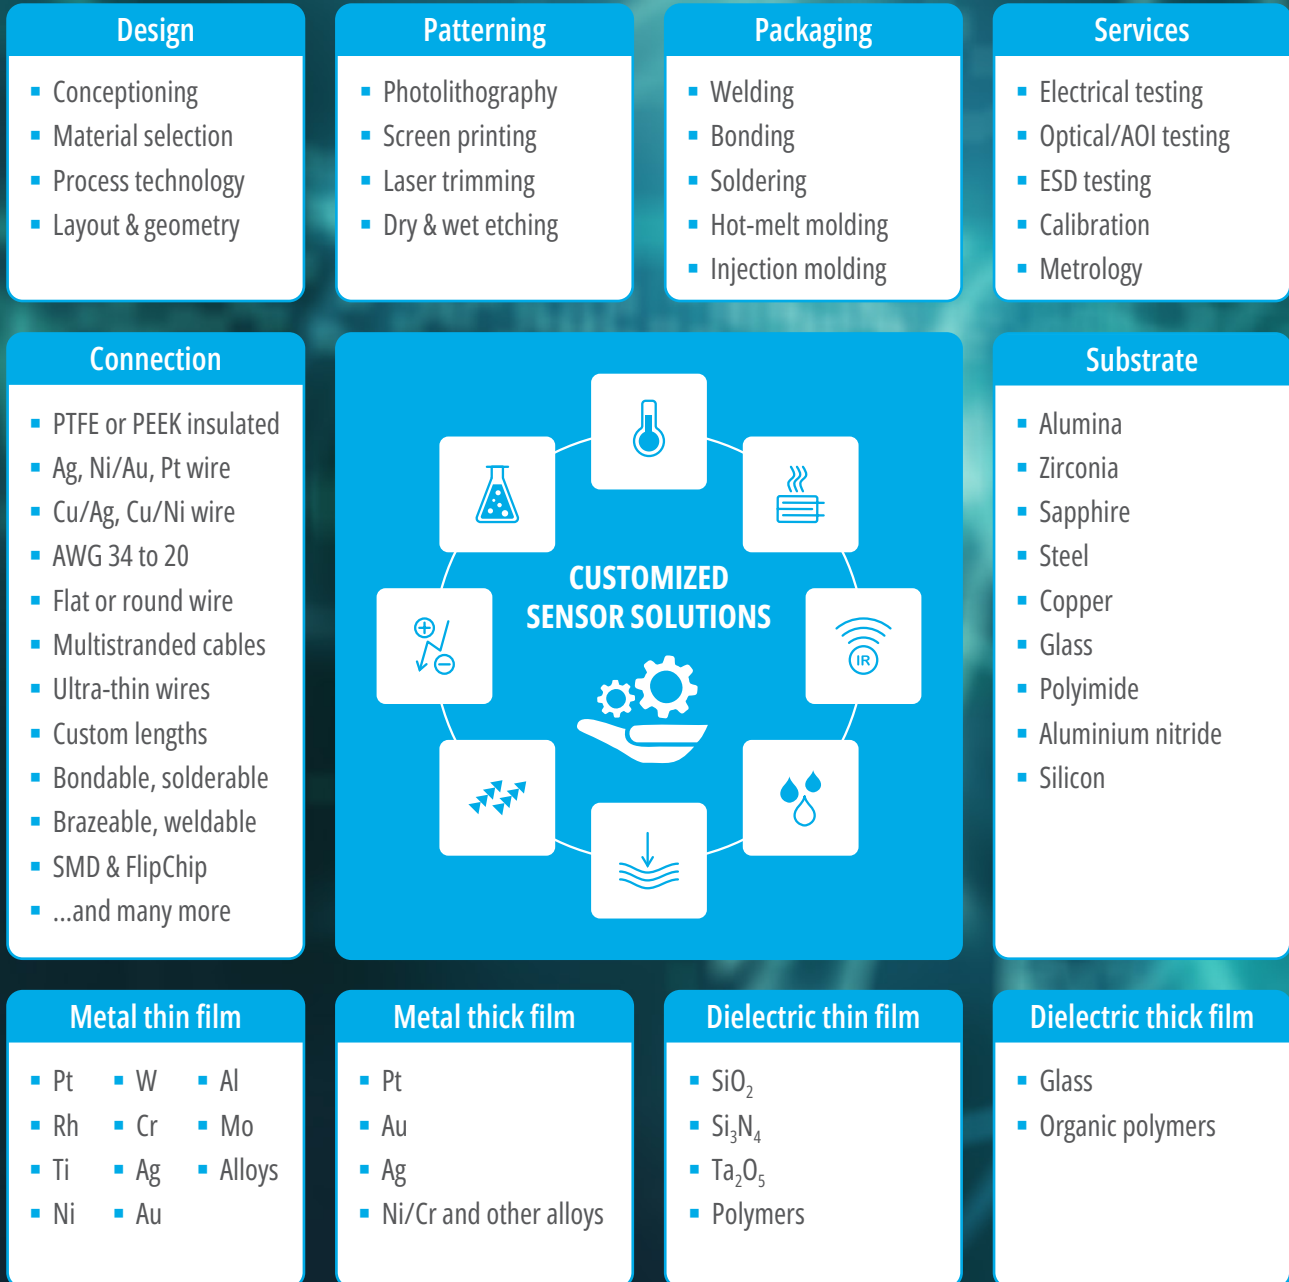 Design
Conceptioning
Material selection
Process technology
Layout & geometry
Patterning
Photolithography
Screen printing
Laser trimming
Dry & wet etching
Packaging
Welding
Bonding
Soldering
Hot-melt molding
Injection molding
Services
Electrical testing
Optical/AOI testing
ESD testing
Calibration
Metrology
Connection
PTFE or PEEK insulated
Ag, Ni/Au, Pt wire
Cu/Ag, Cu/Ni wire
AWG 34 to 20
Flat or round wire
Multistranded cables
Ultra-thin wires
Custom lengths
Bondable, solderable
Brazeable, weldable
SMD & FlipChip
...and many more
CUSTOMIZED
SENSOR SOLUTIONS
IR
Substrate
Alumina
Zirconia
Sapphire
Steel
Copper
Glass
Polyimide
Aluminium nitride
Silicon
Metal thin film
Pt
Rh
Ti
Ni
W
Cr
Ag
Au
Al
Mo
Alloys
Metal thick film
Pt
Au
Ag
Ni/Cr and other alloys
Dielectric thin film
SiO₂
Si₃N₄
Ta₂O₅
Polymers
Dielectric thick film
Glass
Organic polymers